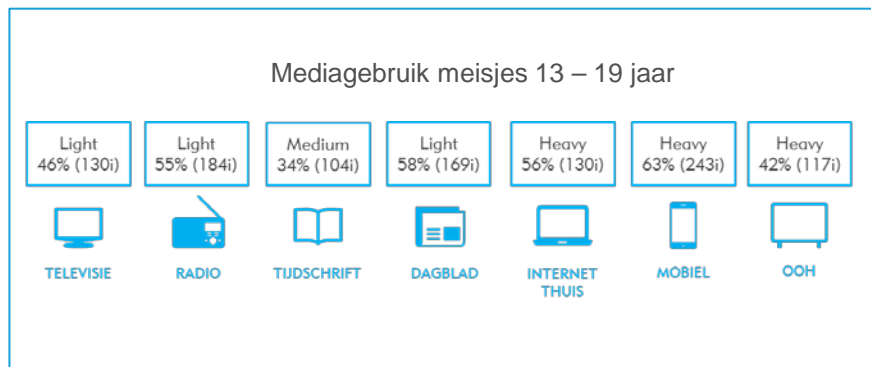 Mediagebruik meisjes 13 – 19 jaar
Light
46% (130i)
Light
55% (184i)
Medium
34% (104i)
Light
58% (169i)
Heavy
56% (130i)
Heavy
63% (243i)
Heavy
42% (117i)
TELEVISIE
RADIO
TIJDSCHRIFT
DAGBLAD
INTERNET
THUIS
MOBIEL
OOH